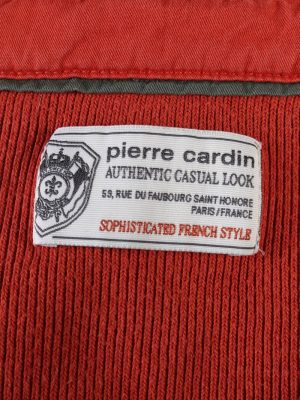 pierre cardin
AUTHENTIC CASUAL LOOK
59, RUE DU FAUBOURG SAINT HONORE
PARIS/FRANCE
SOPHISTICATED FRENCH STYLE